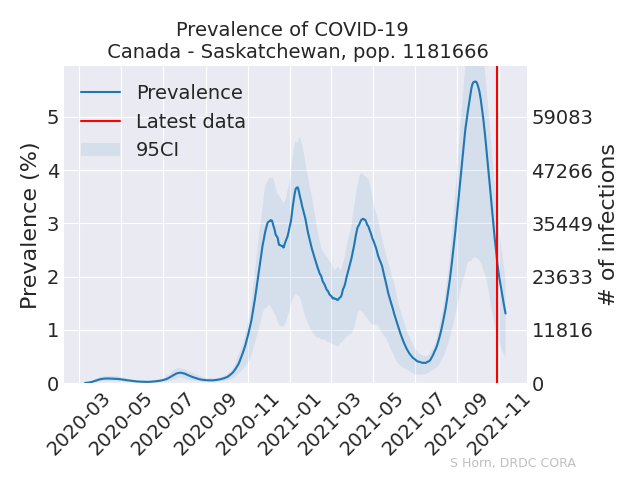 Prevalence of COVID-19
Canada - Saskatchewan, pop. 1181666
Prevalence
Latest data
95CI
Prevalence (%)
5
4
3
2
1
0
59083
47266
35449
23633
11816
0
# of infections
2020-03
2020-05
2020-07
2020-09
2020-11
2021-01
2021-03
2021-05
2021-07
2021-09
2021-11
S Horn, DRDC CORA